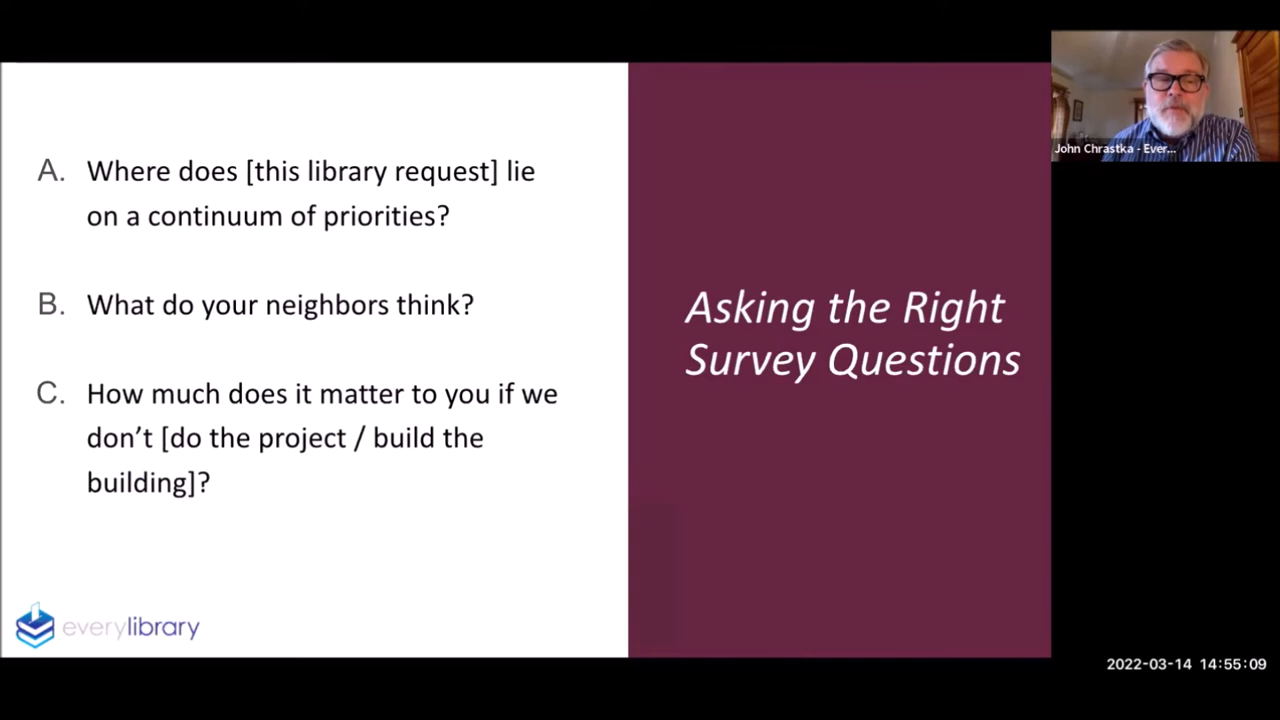 A. Where does [this library request] lie
on a continuum of priorities?
B. What do your neighbors think?
C. How much does it matter to you if we
don’t [do the project / build the
building]?
everylibrary
Asking the Right
Survey Questions
John Chrastka - Ever...
2022-03-14 14:55:09